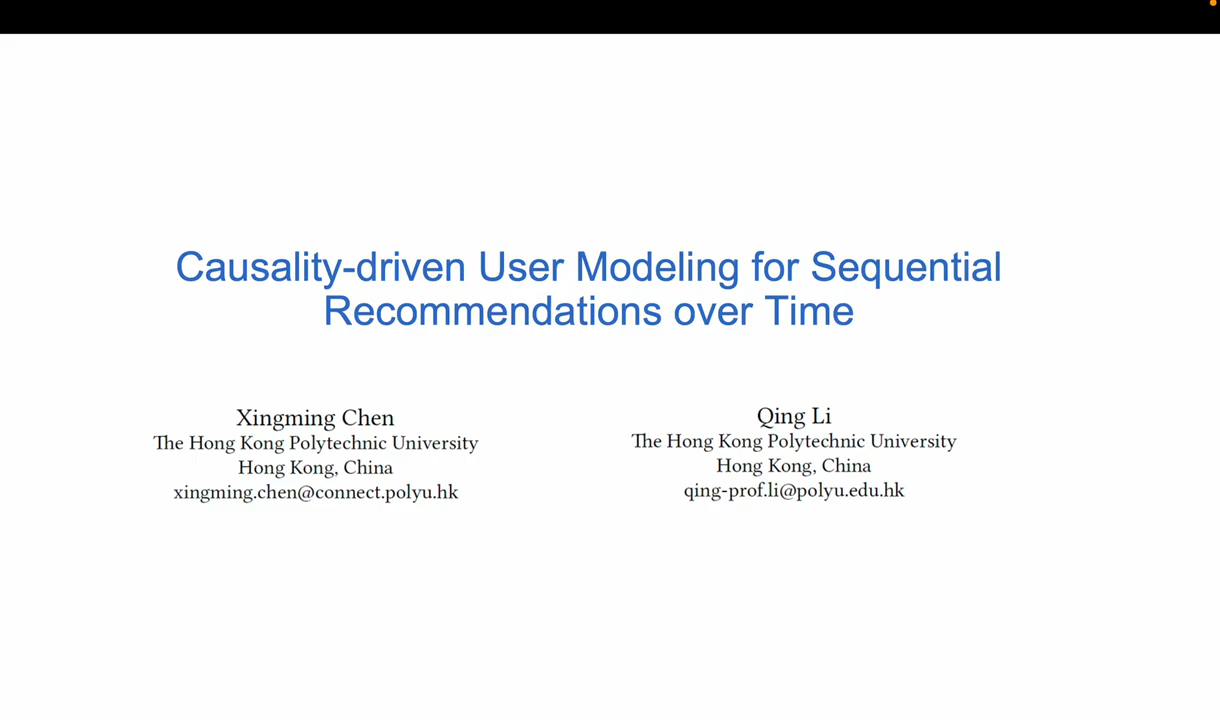 Causality-driven User Modeling for Sequential
Recommendations over Time
Xingming Chen
The Hong Kong Polytechnic University
Hong Kong, China
xingming.chen@connect.polyu.hk
Qing Li
The Hong Kong Polytechnic University
Hong Kong, China
qing-prof.li@polyu.edu.hk